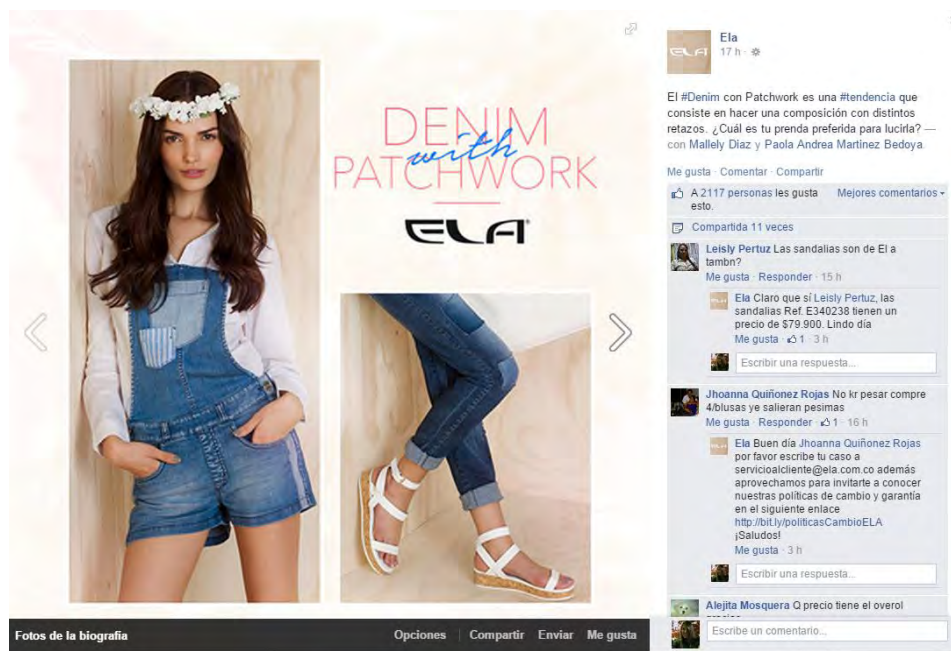 DENIM
with
PATCHWORK
ELA
Fotos de la biografía
Opciones Compartir Enviar Me gusta
ELA
Ela
17 h ·
El #Denim con Patchwork es una #tendencia que
consiste en hacer una composición con distintos
retazos. ¿Cuál es tu prenda preferida para lucirla? —
con Mallely Diaz y Paola Andrea Martinez Bedoya
Me gusta · Comentar · Compartir
A 2117 personas les gusta
esto.
Mejores comentarios
Compartida 11 veces
Leisly Pertuz Las sandalias son de El a
tambn?
Me gusta · Responder · 15 h
Ela Claro que sí Leisly Pertuz, las
sandalias Ref. E340238 tienen un
precio de $79.900. Lindo día
Me gusta · 1 · 3 h
Escribir una respuesta...
Jhoanna Quiñonez Rojas No kr pesar compre
4/blusas ye salieran pesimas
Me gusta · Responder · 1 · 16 h
Ela Buen día Jhoanna Quiñonez Rojas
por favor escribe tu caso a
servicioalcliente@ela.com.co además
aprovechamos para invitarte a conocer
nuestras políticas de cambio y garantía
en el siguiente enlace
http://bit.ly/politicasCambioELA
¡Saludos!
Me gusta · 3 h
Escribir una respuesta...
Alejita Mosquera Q precio tiene el overol
Escribe un comentario...